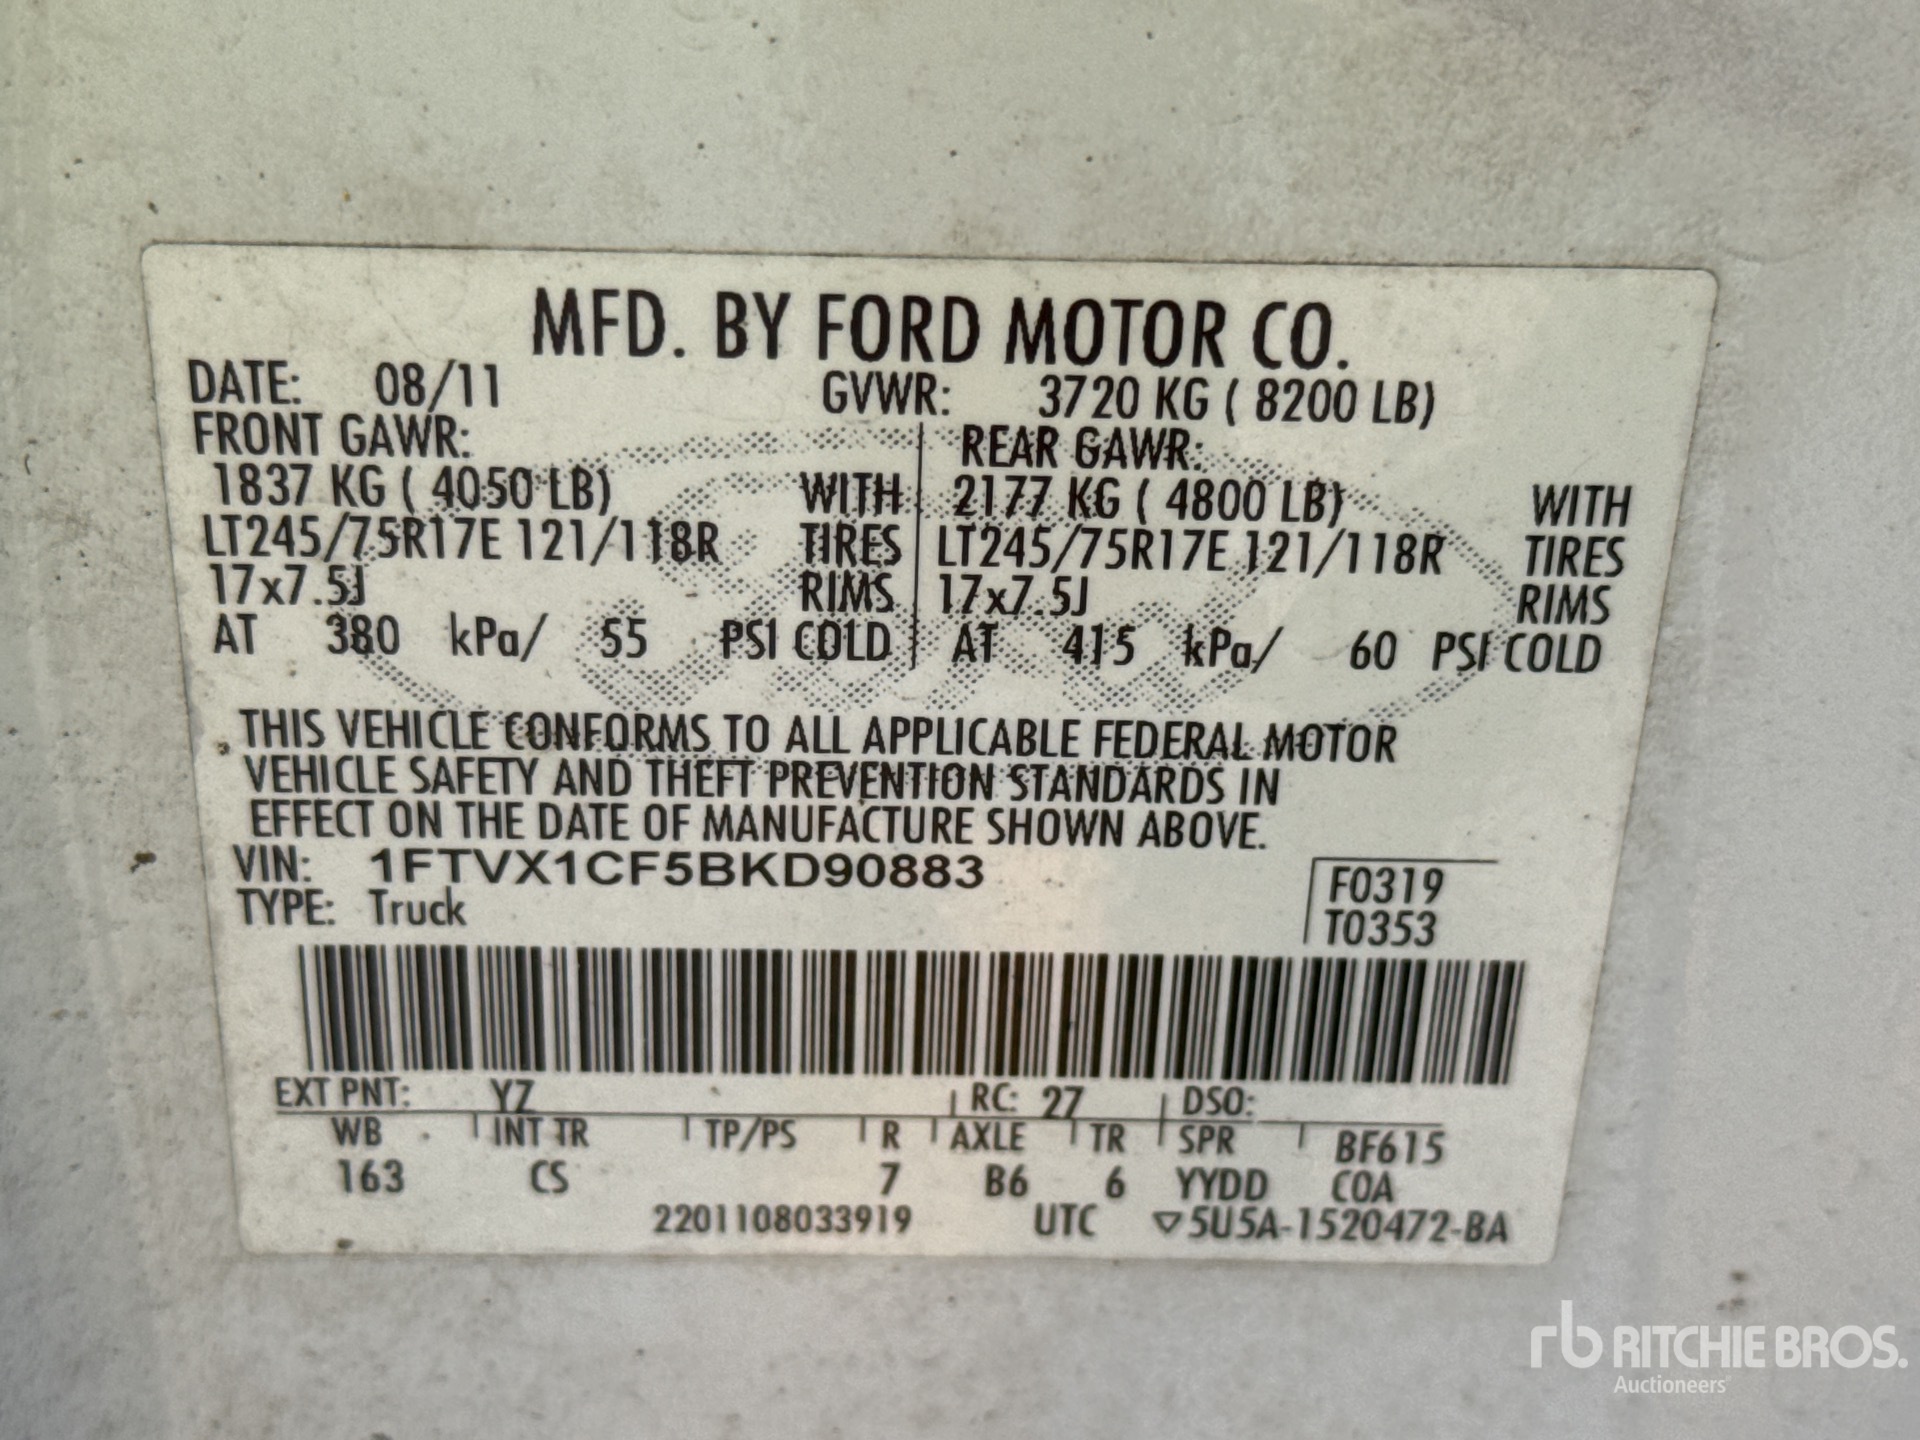 MFD. BY FORD MOTOR CO.
DATE: 08/11 GVWR: 3720 KG ( 8200 LB)
FRONT GAWR: REAR GAWR:
1837 KG ( 4050 LB) WITH 2177 KG ( 4800 LB) WITH
LT245/75R17E 121/118R TIRES LT245/75R17E 121/118R TIRES
17x7.5J RIMS 17x7.5J RIMS
AT 380 kPa/ 55 PSI COLD AT 415 kPa/ 60 PSI COLD
THIS VEHICLE CONFORMS TO ALL APPLICABLE FEDERAL MOTOR
VEHICLE SAFETY AND THEFT PREVENTION STANDARDS IN
EFFECT ON THE DATE OF MANUFACTURE SHOWN ABOVE.
VIN: 1FTVX1CF5BKD90883 F0319
TYPE: Truck T0353
EXT PNT: YZ RC: 27 DSO:
WB INT TR TP/PS R AXLE TR SPR BF615
163 CS 7 B6 6 YYDD COA
2201108033919 UTC ▽5U5A-1520472-BA
rb RITCHIE BROS.
Auctioneers